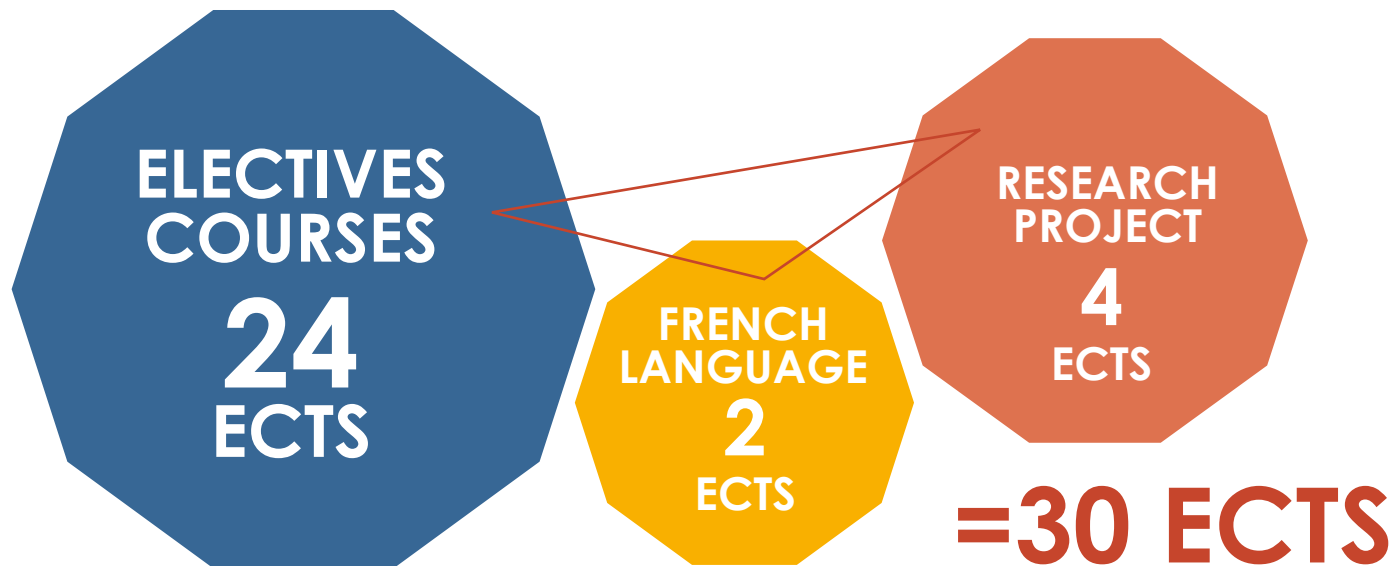 ELECTIVES
COURSES
24
ECTS
FRENCH
LANGUAGE
2
ECTS
RESEARCH
PROJECT
4
ECTS
=30 ECTS